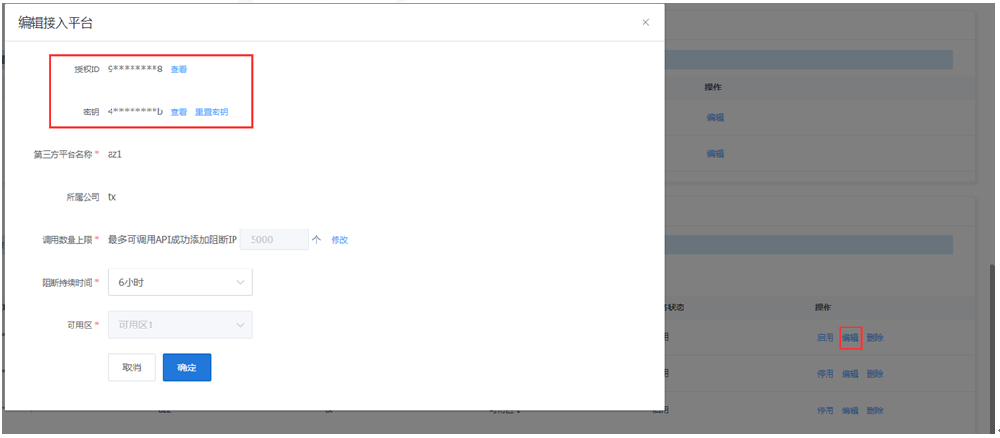 编辑接入平台 ×
授权ID 9********8 查看
操作
密钥 4********b 查看 重置密钥
编辑
第三方平台名称 * az1
编辑
所属公司 tx
调用数量上限 * 最多可调用API成功添加阻断IP 5000 个 修改
阻断持续时间 * 6小时
状态 操作
可用区 * 可用区1
启用 编辑 删除
取消 确定
停用 编辑 删除
停用 编辑 删除